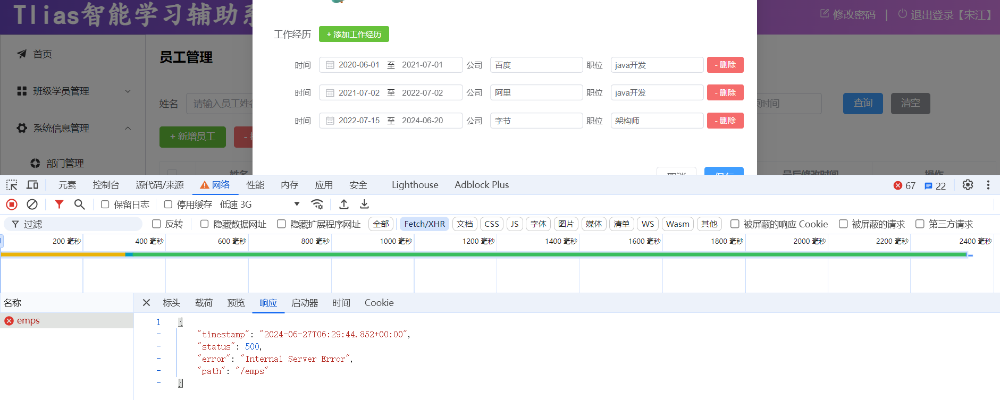 Tlias智能学习辅助系
修改密码 | 退出登录【宋江】
首页
班级学员管理
系统信息管理
部门管理
员工管理
姓名 请输入员工姓名
时间 查询 清空
+ 新增员工 -
姓名 最后修改时间 操作
工作经历 + 添加工作经历
时间 2020-06-01 至 2021-07-01 公司 百度 职位 java开发 - 删除
时间 2021-07-02 至 2022-07-02 公司 阿里 职位 java开发 - 删除
时间 2022-07-15 至 2024-06-20 公司 字节 职位 架构师 - 删除
取消 保存
元素 控制台 源代码/来源 网络 性能 内存 应用 安全 Lighthouse Adblock Plus 67 22
保留日志 停用缓存 低速 3G
过滤 反转 隐藏数据网址 隐藏扩展程序网址 全部 Fetch/XHR 文档 CSS JS 字体 图片 媒体 清单 WS Wasm 其他 被屏蔽的响应 Cookie 被屏蔽的请求 第三方请求
200 毫秒 400 毫秒 600 毫秒 800 毫秒 1000 毫秒 1200 毫秒 1400 毫秒 1600 毫秒 1800 毫秒 2000 毫秒 2200 毫秒 2400 毫秒
名称 标头 载荷 预览 响应 启动器 时间 Cookie
emps
1 {
- "timestamp": "2024-06-27T06:29:44.852+00:00",
- "status": 500,
- "error": "Internal Server Error",
- "path": "/emps"
- }